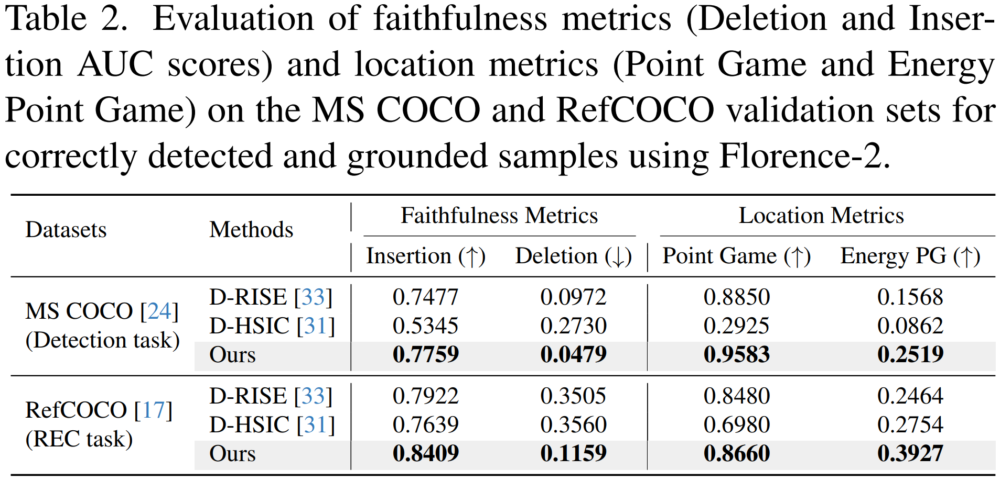 Table 2. Evaluation of faithfulness metrics (Deletion and Inser-
tion AUC scores) and location metrics (Point Game and Energy
Point Game) on the MS COCO and RefCOCO validation sets for
correctly detected and grounded samples using Florence-2.
Datasets Methods Faithfulness Metrics Location Metrics
Insertion (↑) Deletion (↓) Point Game (↑) Energy PG (↑)
MS COCO [24]
(Detection task)
D-RISE [33] 0.7477 0.0972 0.8850 0.1568
D-HSIC [31] 0.5345 0.2730 0.2925 0.0862
Ours 0.7759 0.0479 0.9583 0.2519
RefCOCO [17]
(REC task)
D-RISE [33] 0.7922 0.3505 0.8480 0.2464
D-HSIC [31] 0.7639 0.3560 0.6980 0.2754
Ours 0.8409 0.1159 0.8660 0.3927